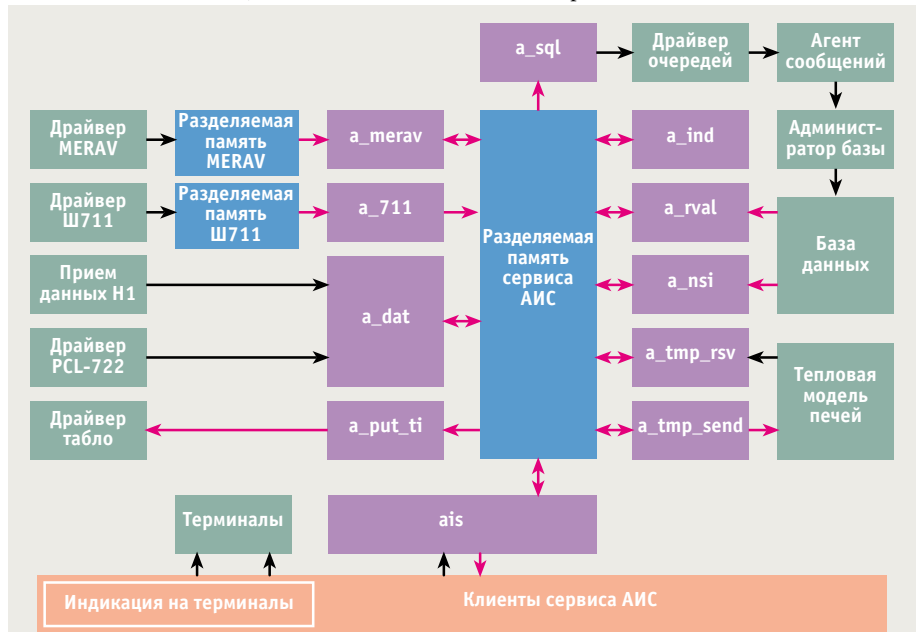 a_sql
Драйвер
очередей
Агент
сообщений
Драйвер
MERAV
Разделяемая
память
MERAV
a_merav
a_ind
Админист-
ратор базы
Драйвер
Ш711
Разделяемая
память
Ш711
a_711
Разделяемая
память
сервиса
АИС
a_rval
База
данных
Прием
данных Н1
a_dat
a_nsi
Драйвер
PCL-722
a_tmp_rsv
Тепловая
модель
печей
Драйвер
табло
a_put_ti
a_tmp_send
Терминалы
ais
Индикация на терминалы
Клиенты сервиса АИС